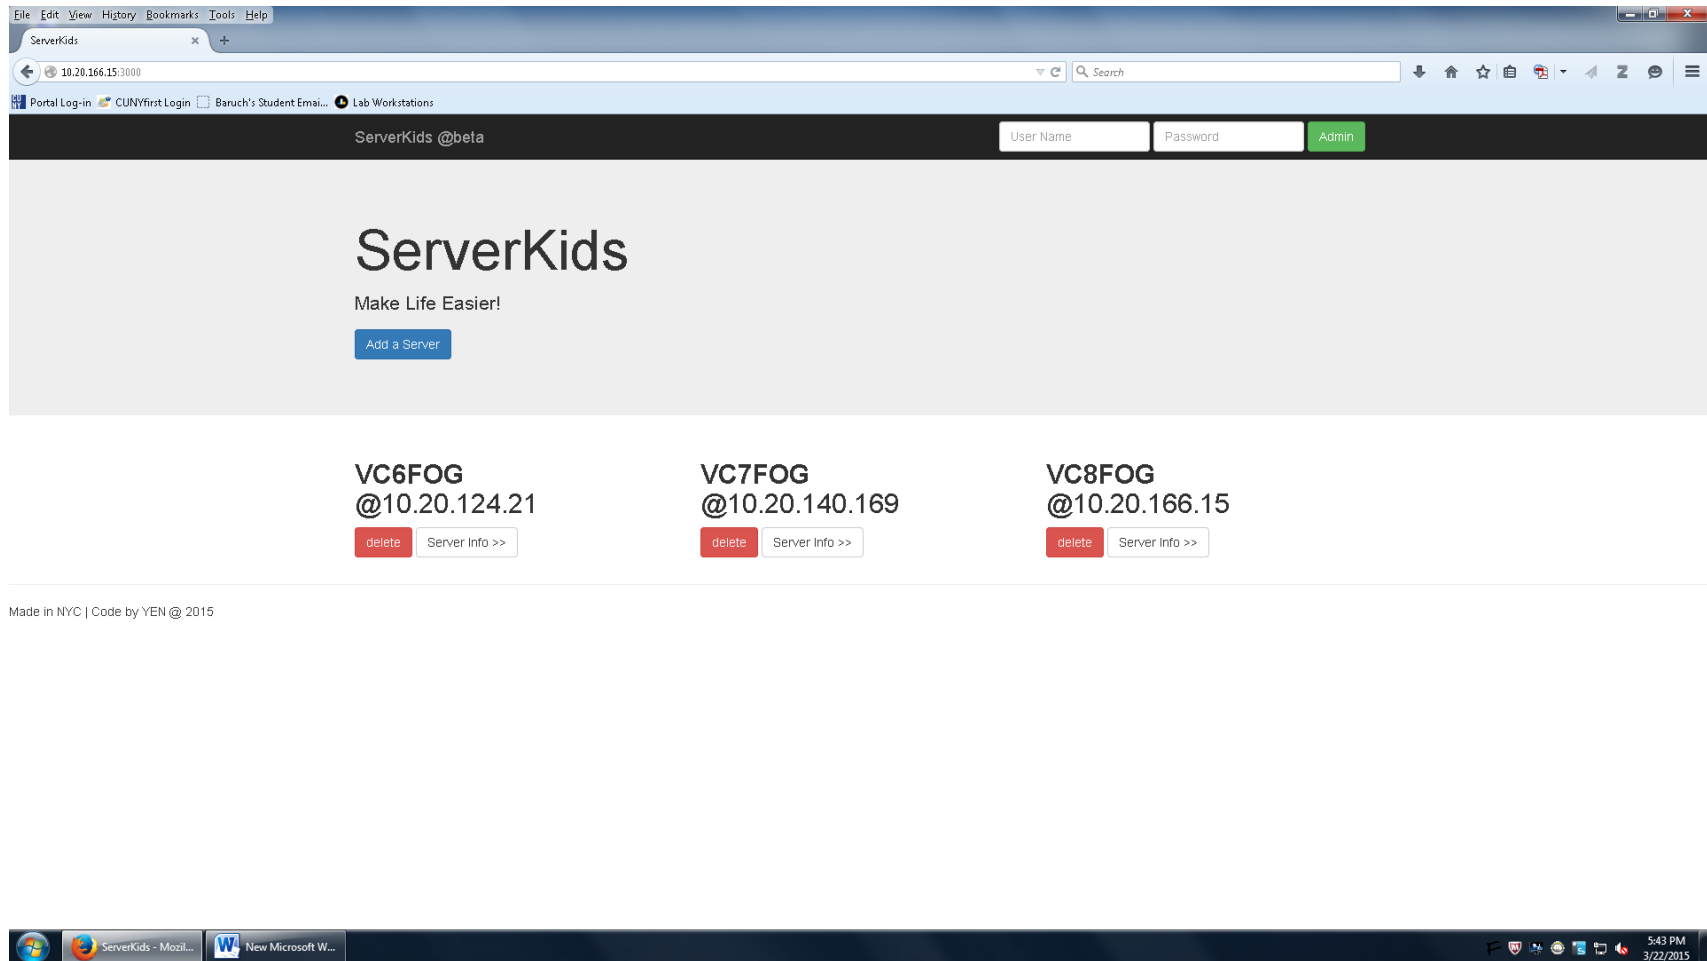 File Edit View History Bookmarks Tools Help
ServerKids
10.20.166.15:3000 Search
Portal Log-in CUNYfirst Login Baruch's Student Emai... Lab Workstations
ServerKids @beta User Name Password Admin
ServerKids
Make Life Easier!
Add a Server
VC6FOG VC7FOG VC8FOG
@10.20.124.21 @10.20.140.169 @10.20.166.15
delete Server Info >> delete Server Info >> delete Server Info >>
Made in NYC | Code by YEN @ 2015
ServerKids - Mozil... New Microsoft W... 5:43 PM
3/22/2015